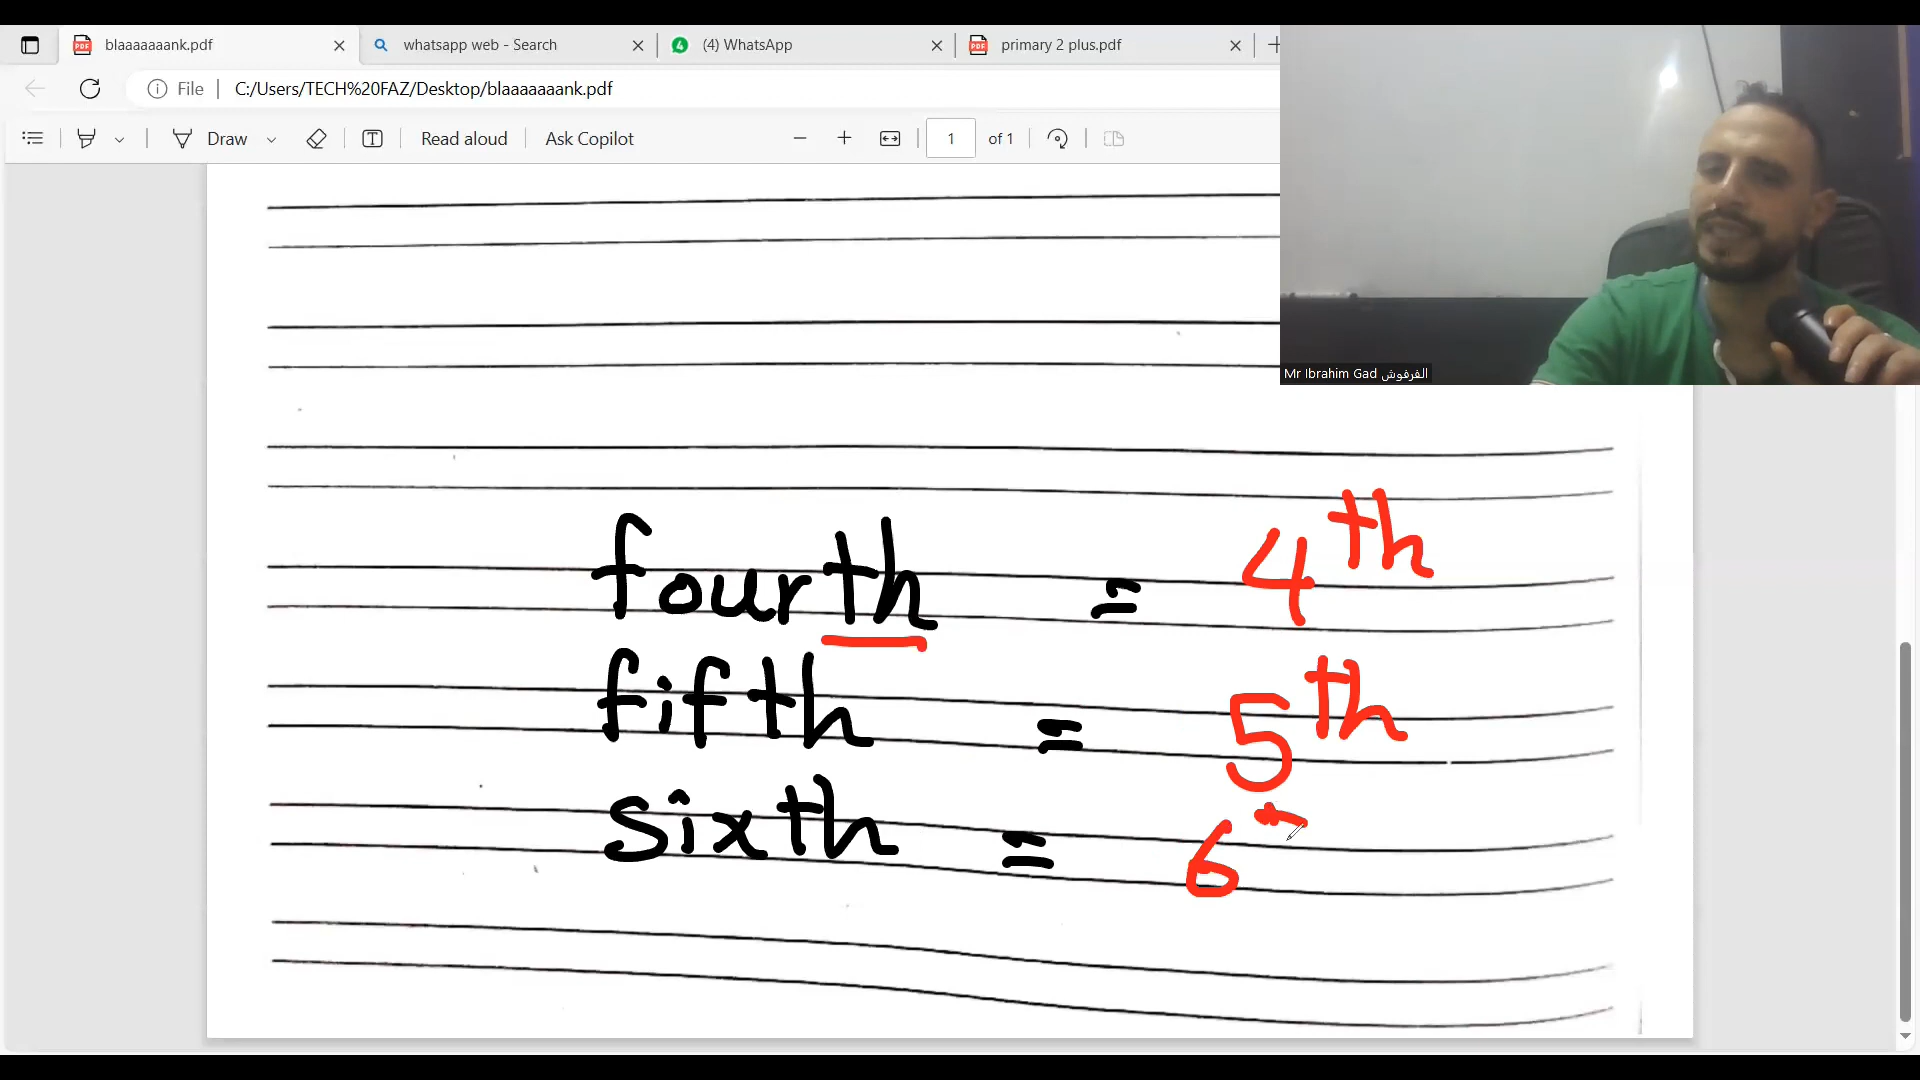 blaaaaaaank.pdf
whatsapp web - Search
4 (4) WhatsApp
primary 2 plus.pdf
File C:/Users/TECH%20FAZ/Desktop/blaaaaaaank.pdf
Draw
Read aloud
Ask Copilot
1 of 1
Mr Ibrahim Gad الفرفوش
fourth = 4th
fifth = 5th
sixth = 6